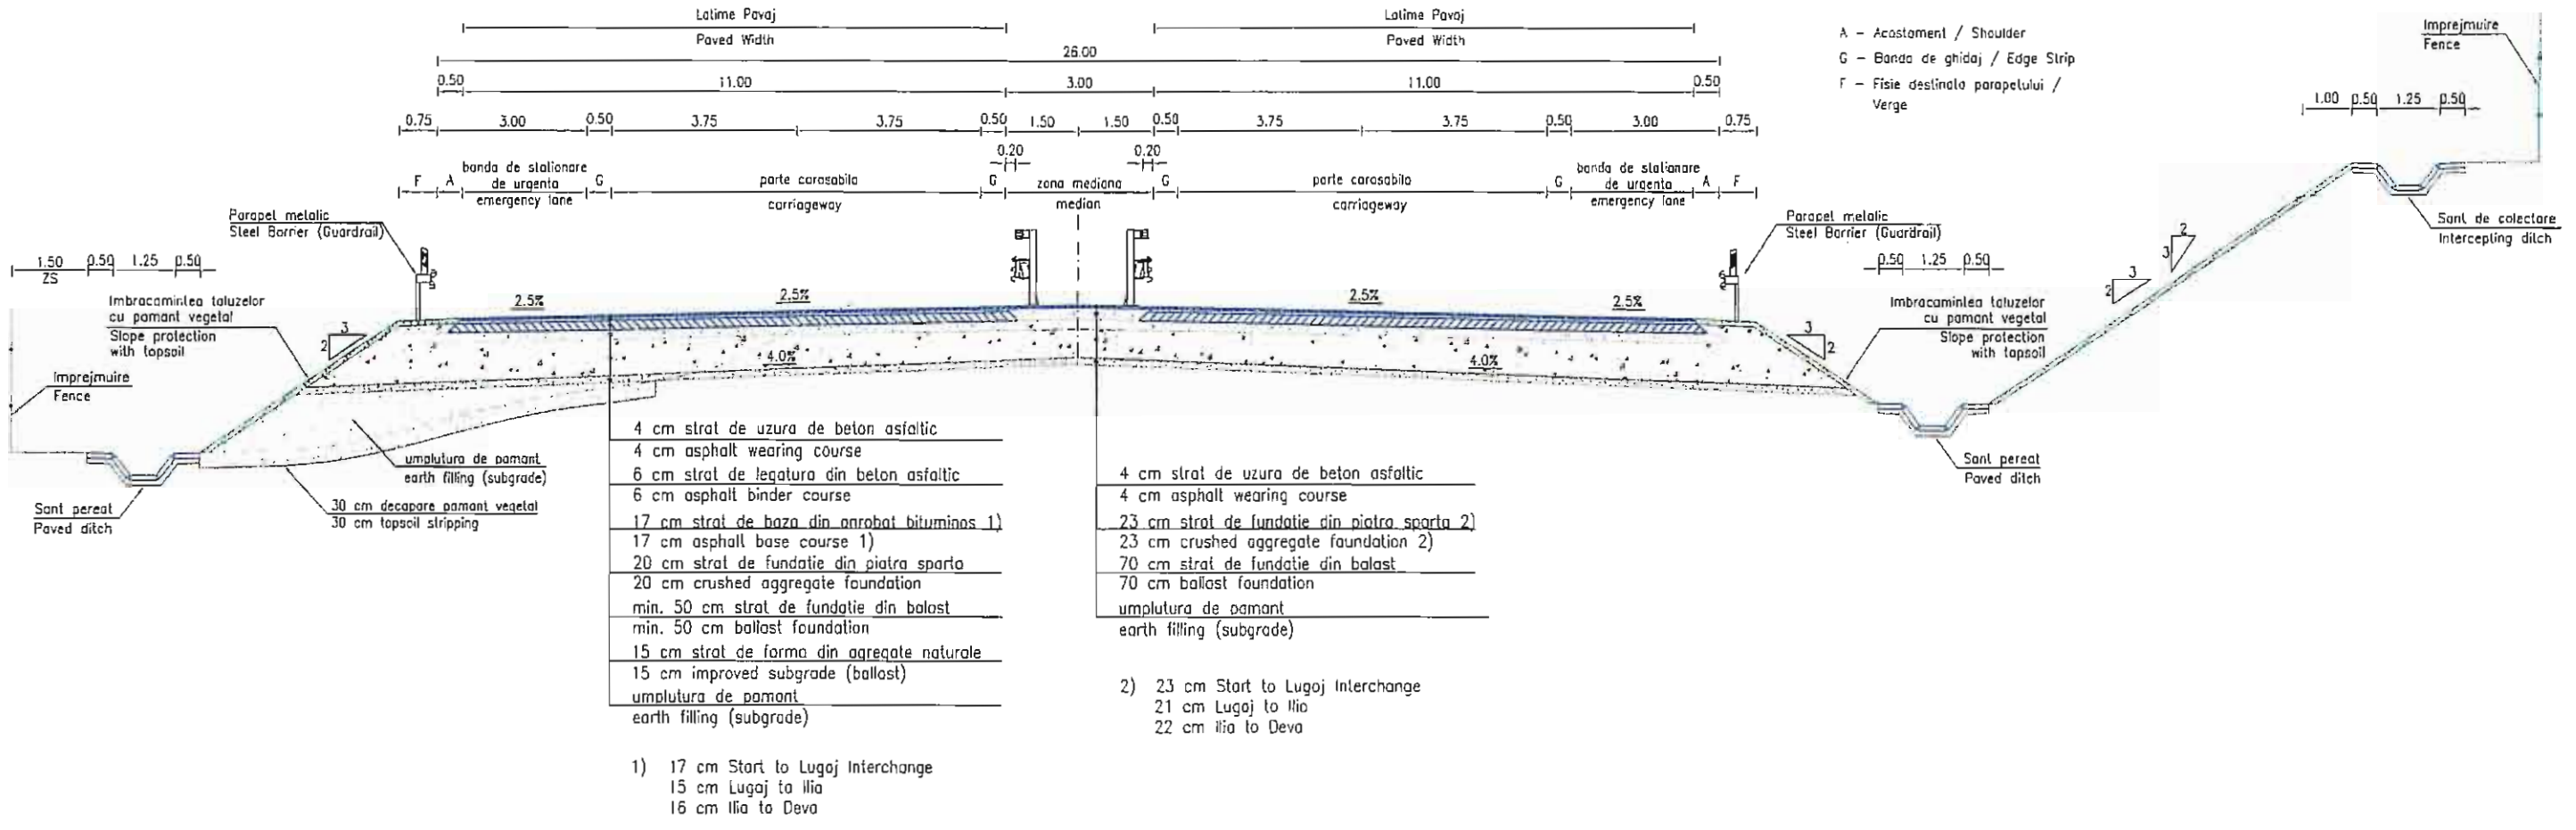 Latime Pavaj
Paved Width
Latime Pavaj
Paved Width
26.00
0.50 11.00 3.00 11.00 0.50
0.75 3.00 0.50 3.75 3.75 0.50 1.50 1.50 0.50 3.75 3.75 0.50 3.00 0.75
0.20 0.20
F A
banda de stationare
de urgenta
emergency lane
G
parte carosabila
carriageway
G
zona mediana
median
G
parte carosabila
carriageway
G
banda de stationare
de urgenta
emergency lane
A F
A - Acostament / Shoulder
G - Banda de ghidaj / Edge Strip
F - Fisie destinata parapetului /
Verge
Imprejmuire
Fence
1.00 0.50 1.25 0.50
Sant de colectare
Intercepting ditch
Parapet metalic
Steel Barrier (Guardrail)
Parapet metalic
Steel Barrier (Guardrail)
1.50 0.50 1.25 0.50
ZS
0.50 1.25 0.50
2
3
3
2
Imbracamintea taluzelor
cu pamant vegetal
Slope protection
with topsoil
3
2
2.5% 2.5% 2.5% 2.5%
4.0% 4.0%
3
2
Imbracamintea taluzelor
cu pamant vegetal
Slope protection
with topsoil
Imprejmuire
Fence
umplutura de pamant
earth filling (subgrade)
Sant pereat
Paved ditch
30 cm decapare pamant vegetal
30 cm topsoil stripping
Sant pereat
Paved ditch
4 cm strat de uzura de beton asfaltic
4 cm asphalt wearing course
6 cm strat de legatura din beton asfaltic
6 cm asphalt binder course
17 cm strat de baza din anrobat bituminos 1)
17 cm asphalt base course 1)
20 cm strat de fundatie din piatra sparta
20 cm crushed aggregate foundation
min. 50 cm strat de fundatie din balast
min. 50 cm ballast foundation
15 cm strat de forma din agregate naturale
15 cm improved subgrade (ballast)
umplutura de pamant
earth filling (subgrade)
1) 17 cm Start to Lugoj Interchange
15 cm Lugoj to Ilia
16 cm Ilia to Deva
4 cm strat de uzura de beton asfaltic
4 cm asphalt wearing course
23 cm strat de fundatie din piatra sparta 2)
23 cm crushed aggregate foundation 2)
70 cm strat de fundatie din balast
70 cm ballast foundation
umplutura de pamant
earth filling (subgrade)
2) 23 cm Start to Lugoj Interchange
21 cm Lugoj to Ilia
22 cm Ilia to Deva